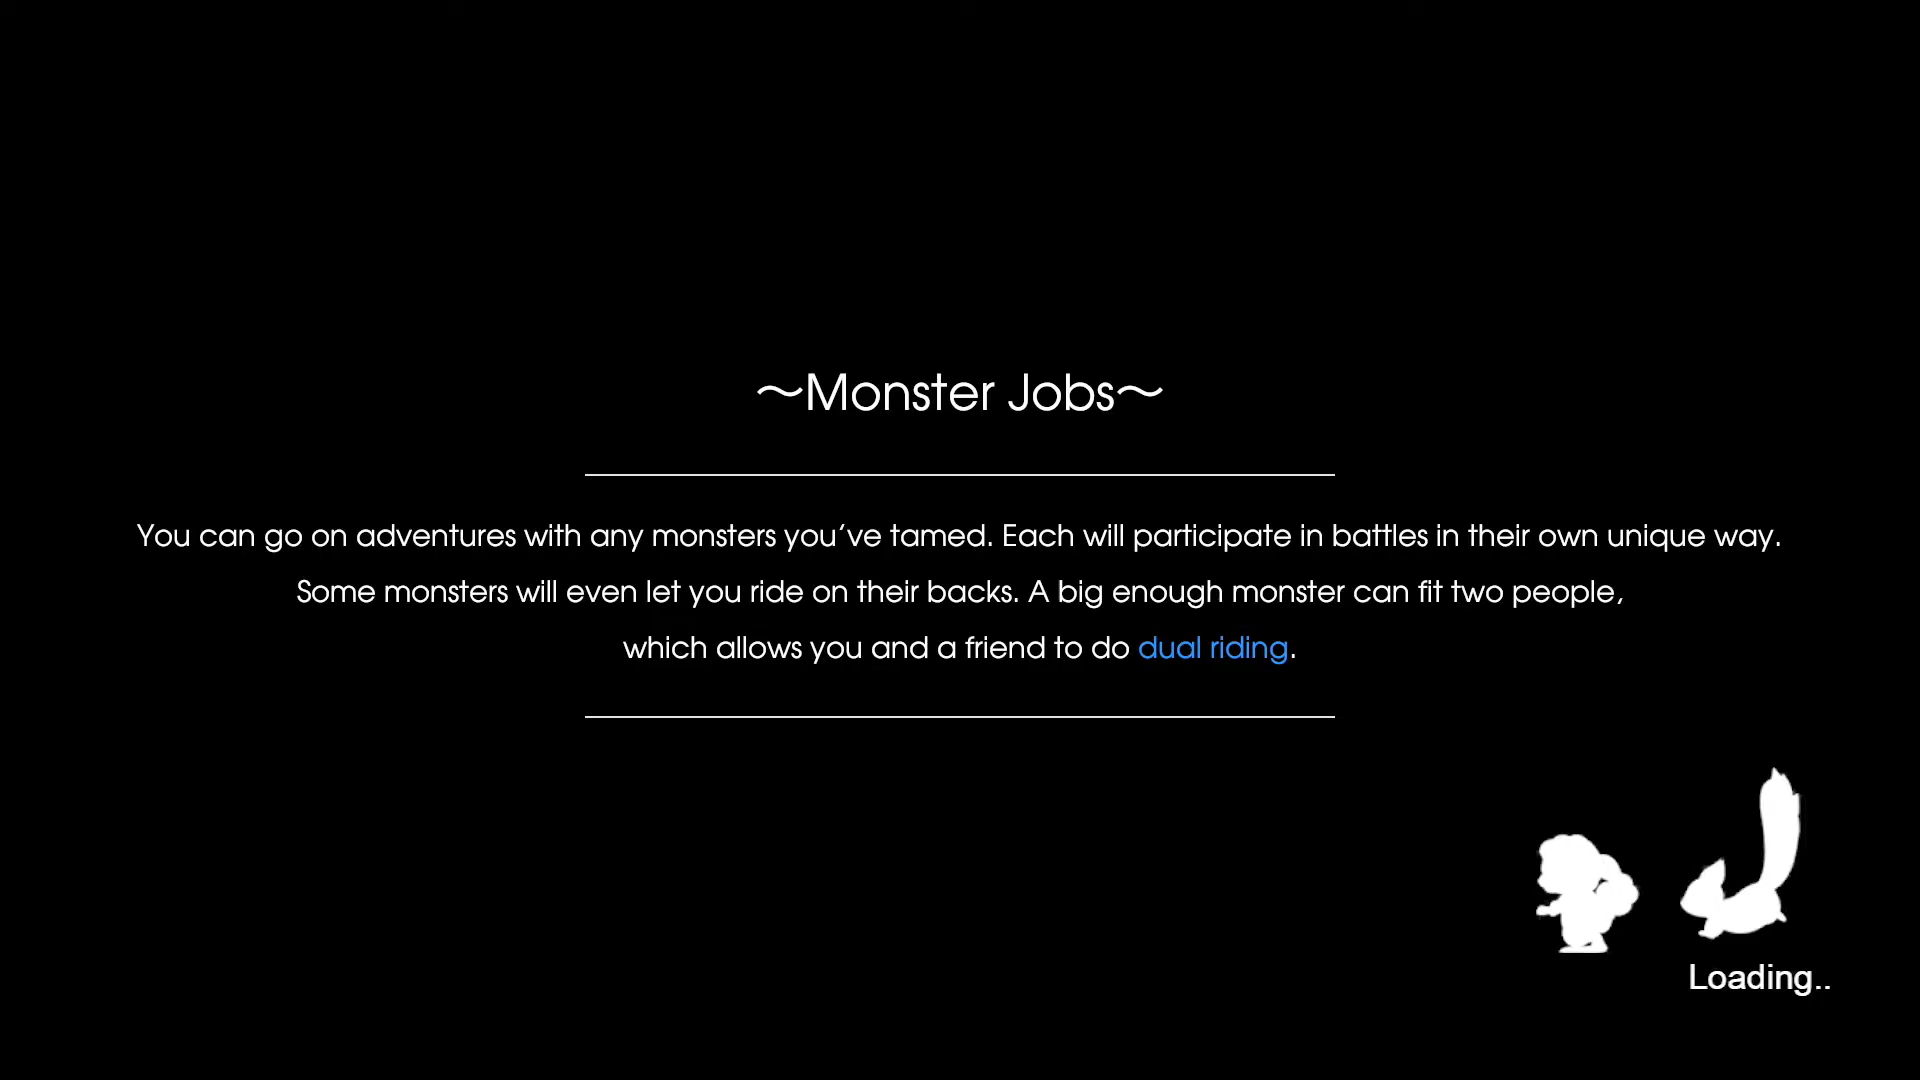 ～Monster Jobs～
You can go on adventures with any monsters you’ve tamed. Each will participate in battles in their own unique way.
Some monsters will even let you ride on their backs. A big enough monster can fit two people,
which allows you and a friend to do dual riding.
Loading..